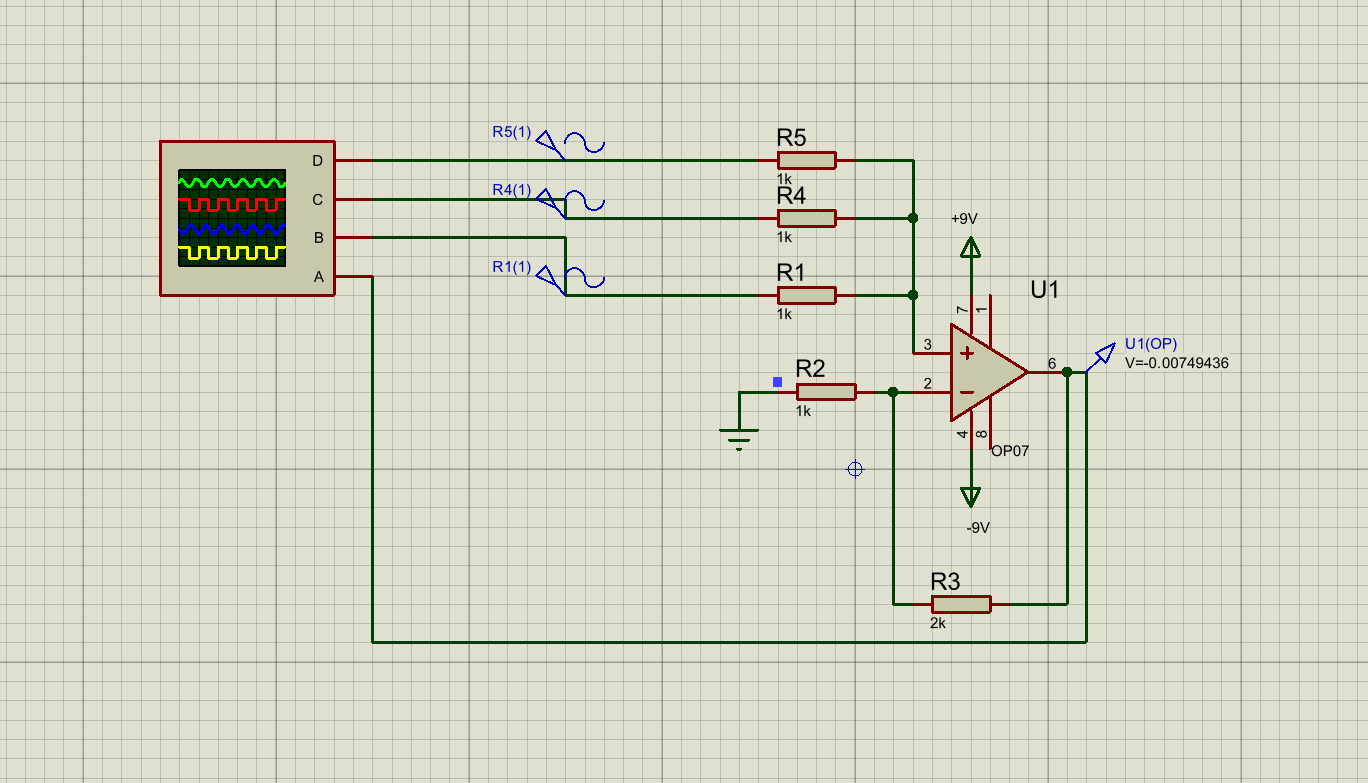 R5(1)
R5
1k
D
C
B
A
R4(1)
R4
1k
R1(1)
R1
1k
+9V
U1
7
1
3
2
6
4
8
OP07
-9V
U1(OP)
V=-0.00749436
R2
1k
R3
2k